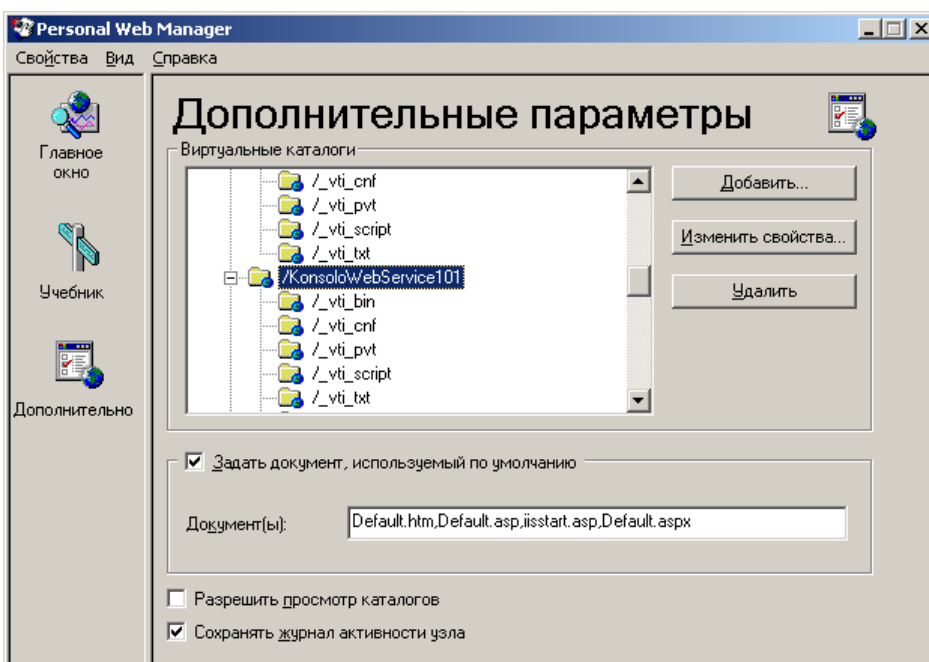 Personal Web Manager
Свойства Вид Справка
Главное окно
Учебник
Дополнительно
Дополнительные параметры
Виртуальные каталоги
/_vti_cnf
/_vti_pvt
/_vti_script
/_vti_txt
/KonsoloWebService101
/_vti_bin
/_vti_cnf
/_vti_pvt
/_vti_script
/_vti_txt
Добавить...
Изменить свойства...
Удалить
Задать документ, используемый по умолчанию
Документ(ы): Default.htm,Default.asp,iisstart.asp,Default.aspx
Разрешить просмотр каталогов
Сохранять журнал активности узла